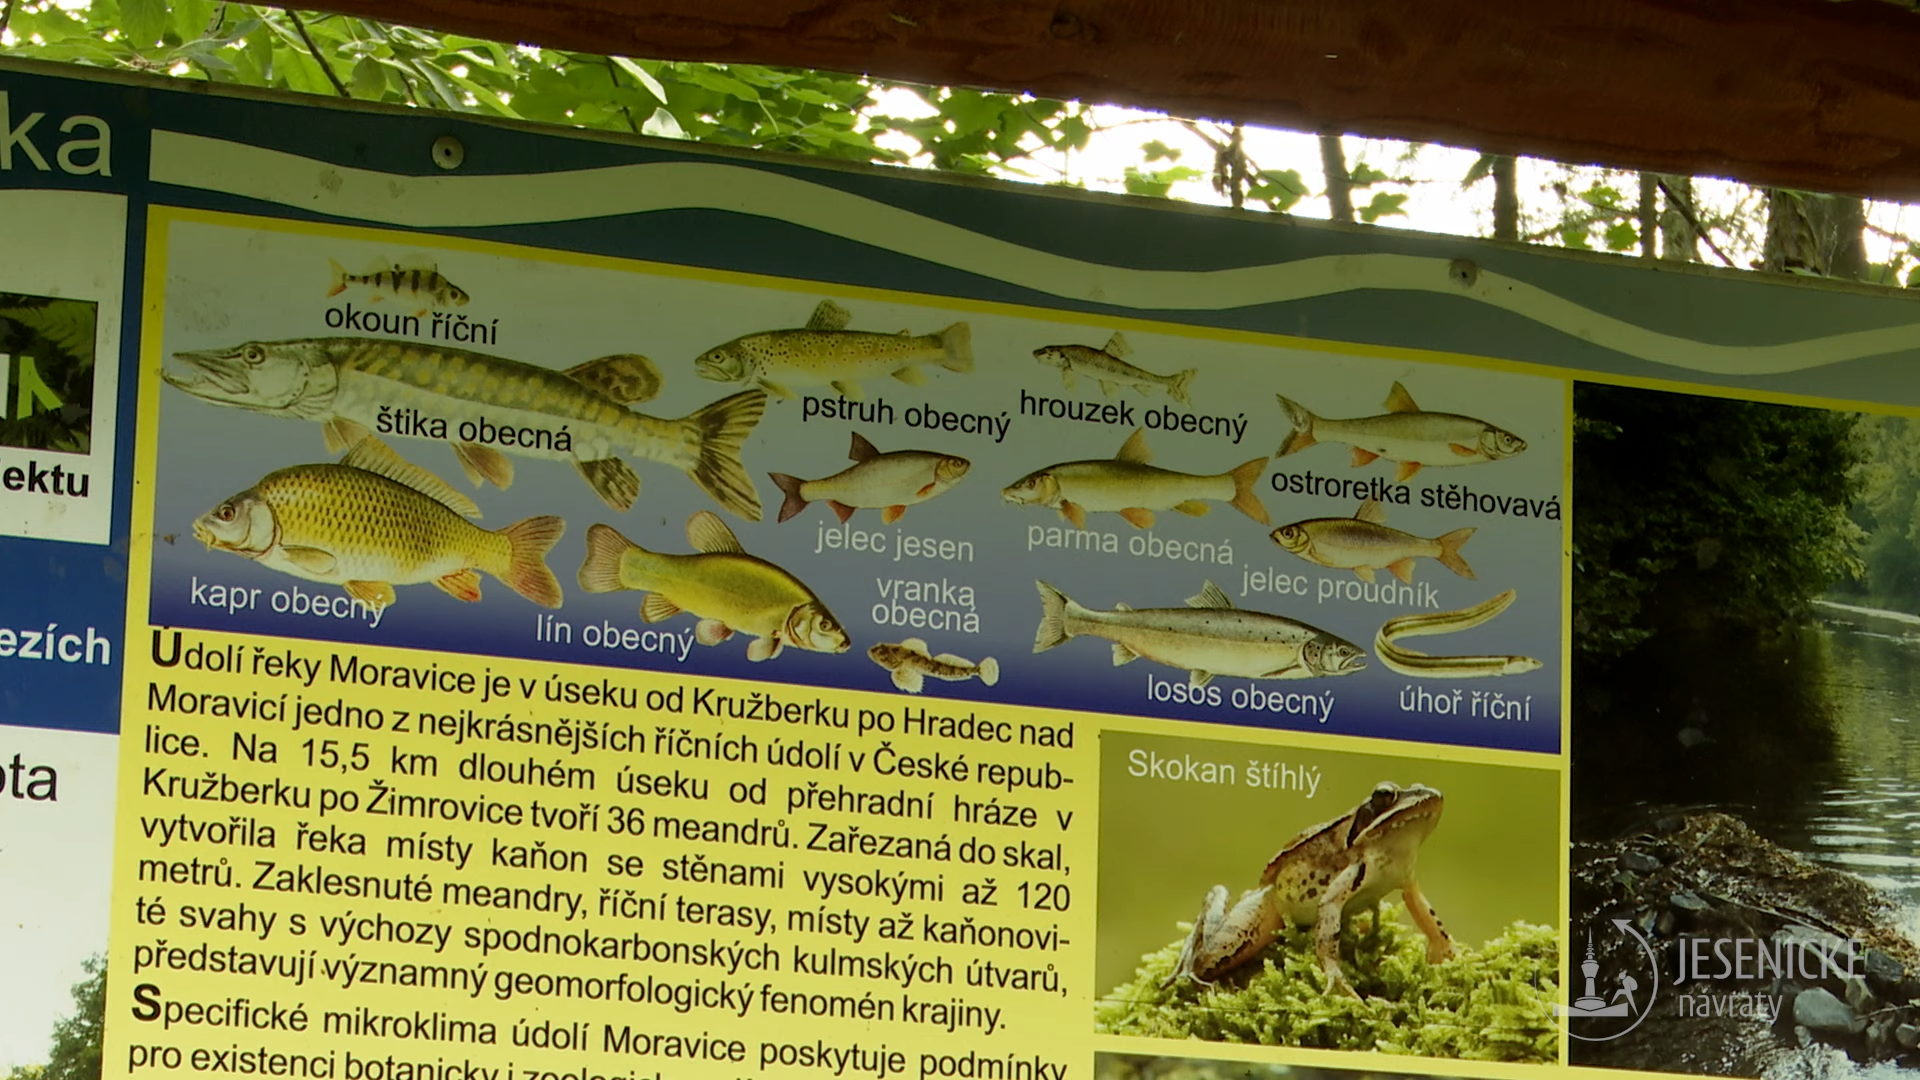 ka
ektu
ezích
ota
okoun říční
štika obecná
pstruh obecný
hrouzek obecný
ostroretka stěhovavá
kapr obecný
lín obecný
jelec jesen
vranka
obecná
parma obecná
jelec proudník
losos obecný
úhoř říční
Údolí řeky Moravice je v úseku od Kružberku po Hradec nad
Moravicí jedno z nejkrásnějších říčních údolí v České repub-
lice. Na 15,5 km dlouhém úseku od přehradní hráze v
Kružberku po Žimrovice tvoří 36 meandrů. Zařezaná do skal,
vytvořila řeka místy kaňon se stěnami vysokými až 120
metrů. Zaklesnuté meandry, říční terasy, místy až kaňonovi-
té svahy s výchozy spodnokarbonských kulmských útvarů,
představují významný geomorfologický fenomén krajiny.
Specifické mikroklima údolí Moravice poskytuje podmínky
pro existenci botanicky i
Skokan štíhlý
JESENICKÉ
návraty